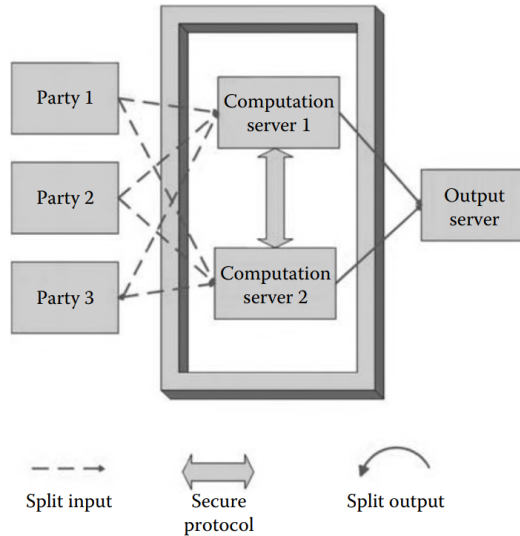 Party 1
Party 2
Party 3
Computation
server 1
Computation
server 2
Output
server
Split input
Secure
protocol
Split output